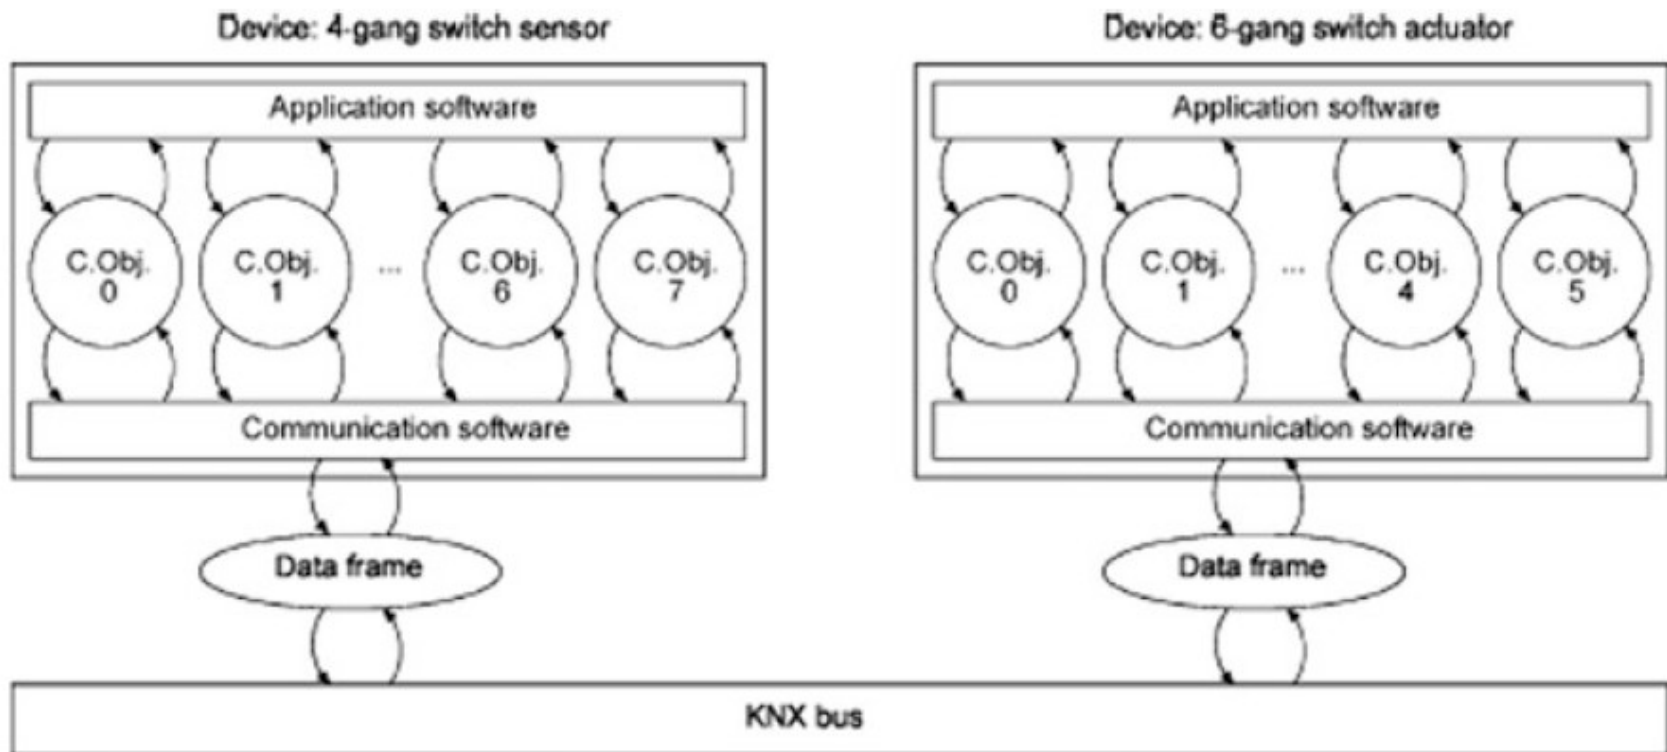 Device: 4-gang switch sensor
Application software
C.Obj.
0
C.Obj.
1
...
C.Obj.
6
C.Obj.
7
Communication software
Data frame
Device: 6-gang switch actuator
Application software
C.Obj.
0
C.Obj.
1
...
C.Obj.
4
C.Obj.
5
Communication software
Data frame
KNX bus